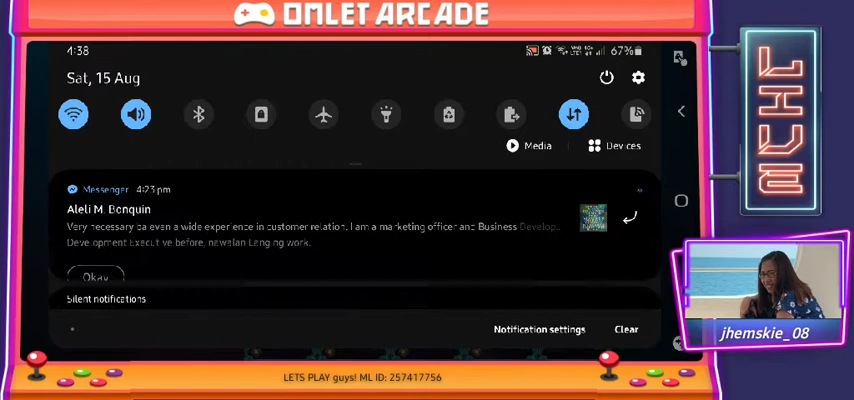 OMLET ARCADE
4:38
67%
Sat, 15 Aug
Media
Devices
Messenger 4:23 pm
Aleli M. Bonquin
Very necessary ba even a wide experience in customer relation. I am a marketing officer and Business Develop...
Development Executive before, nawalan Lang ng work.
Okay
Silent notifications
Notification settings
Clear
jhemskie_08
LETS PLAY guys! ML ID: 257417756